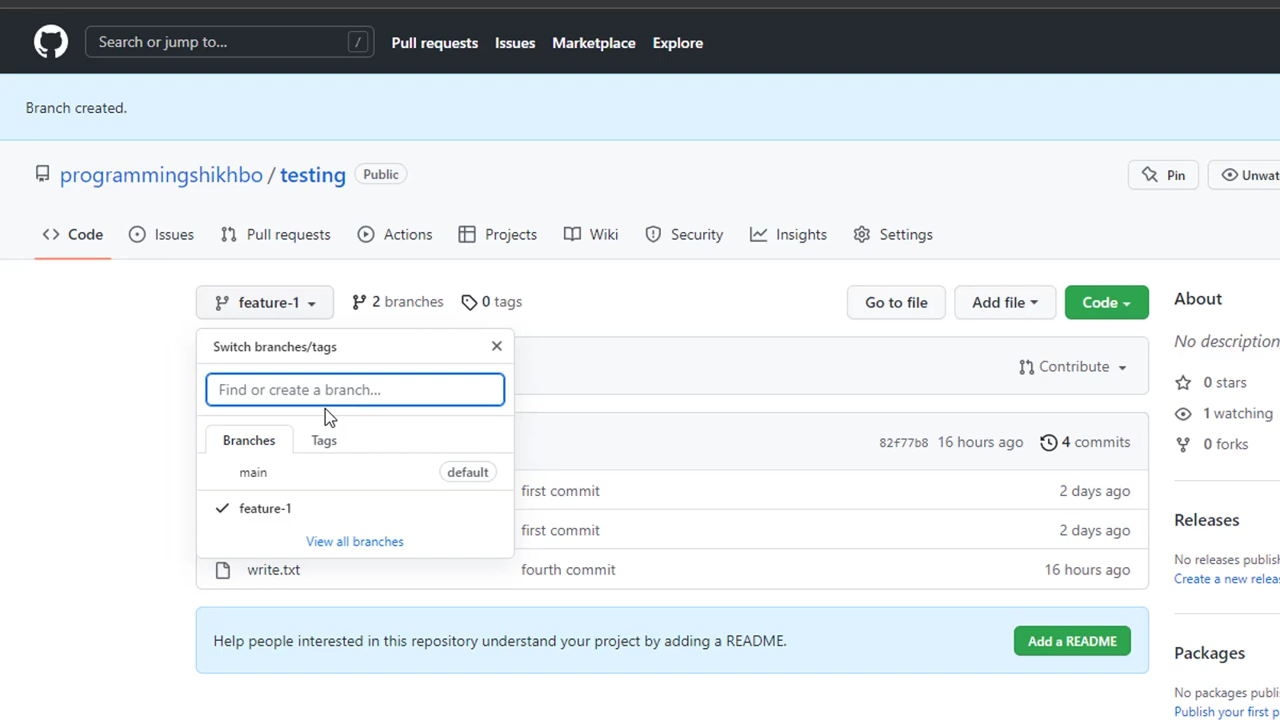 Search or jump to... /
Pull requests Issues Marketplace Explore
Branch created.
programmingshikhbo / testing Public
Pin
Code Issues Pull requests Actions Projects Wiki Security Insights Settings
feature-1 2 branches 0 tags
Go to file Add file Code
About
Switch branches/tags
Find or create a branch...
Branches Tags
main default
feature-1
View all branches
Contribute
82f77b8 16 hours ago 4 commits
first commit 2 days ago
first commit 2 days ago
write.txt fourth commit 16 hours ago
Help people interested in this repository understand your project by adding a README. Add a README
No description
0 stars
1 watching
0 forks
Releases
No releases
Create a new
Packages
No packages
Publish your first